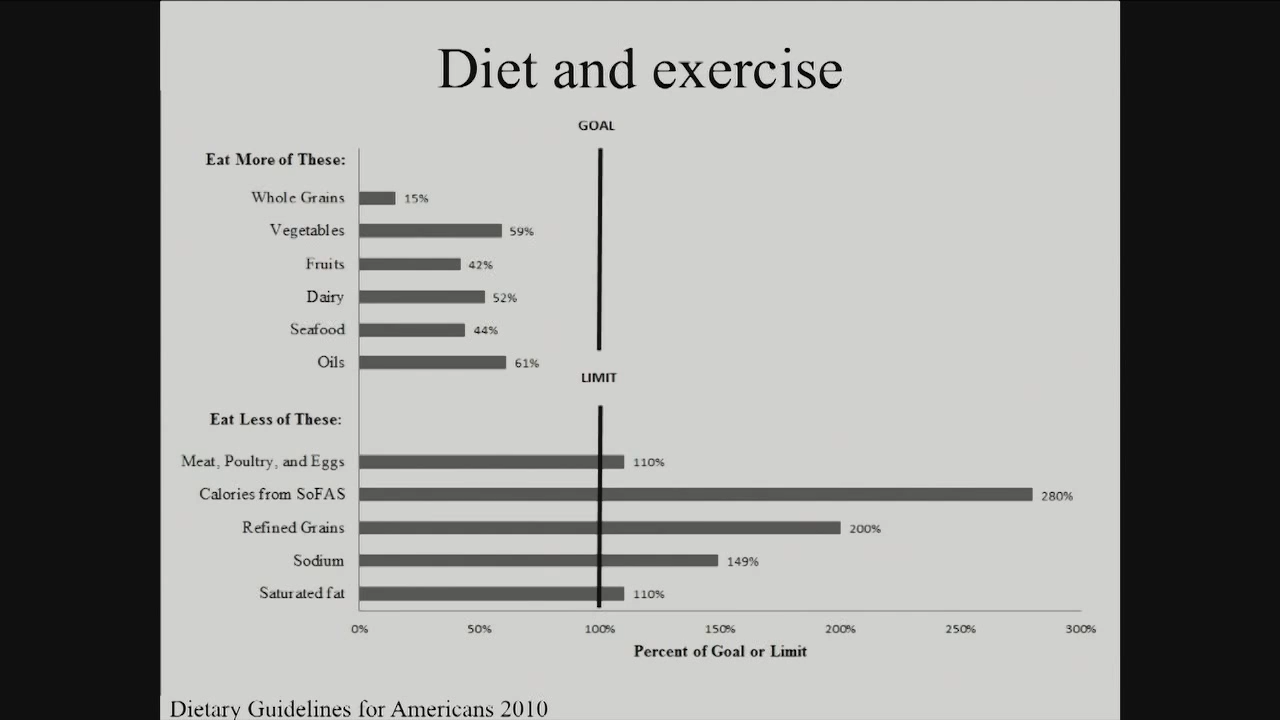 Diet and exercise
GOAL
Eat More of These:
Whole Grains 15%
Vegetables 59%
Fruits 42%
Dairy 52%
Seafood 44%
Oils 61%
LIMIT
Eat Less of These:
Meat, Poultry, and Eggs 110%
Calories from SoFAS 280%
Refined Grains 200%
Sodium 149%
Saturated fat 110%
0% 50% 100% 150% 200% 250% 300%
Percent of Goal or Limit
Dietary Guidelines for Americans 2010